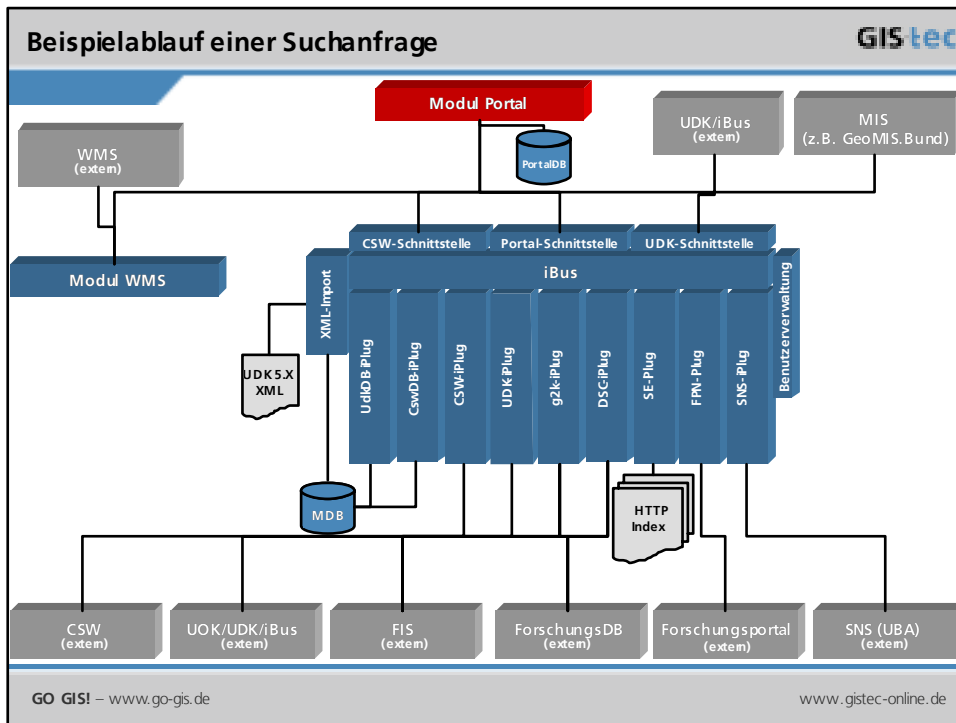 Beispielablauf einer Suchanfrage
GIS tec
Modul Portal
UDK/iBus
(extern)
MIS
(z.B. GeoMIS.Bund)
WMS
(extern)
PortalDB
CSW-Schnittstelle
Portal-Schnittstelle
UDK-Schnittstelle
Modul WMS
iBus
XML-Import
Benutzerverwaltung
UdkDB-iPlug
CswDB-iPlug
CSW-iPlug
UDK-iPlug
g2k-iPlug
DSC-iPlug
SE-Plug
FPN-Plug
SNS-iPlug
UDK5.X
XML
MDB
HTTP
Index
CSW
(extern)
UOK/UDK/iBus
(extern)
FIS
(extern)
ForschungsDB
(extern)
Forschungsportal
(extern)
SNS (UBA)
(extern)
GO GIS! – www.go-gis.de
www.gistec-online.de